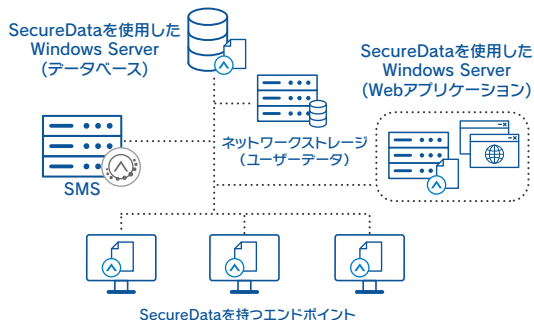 SecureDataを使用した
Windows Server
(データベース)
SecureDataを使用した
Windows Server
(Webアプリケーション)
ネットワークストレージ
(ユーザーデータ)
SMS
SecureDataを持つエンドポイント